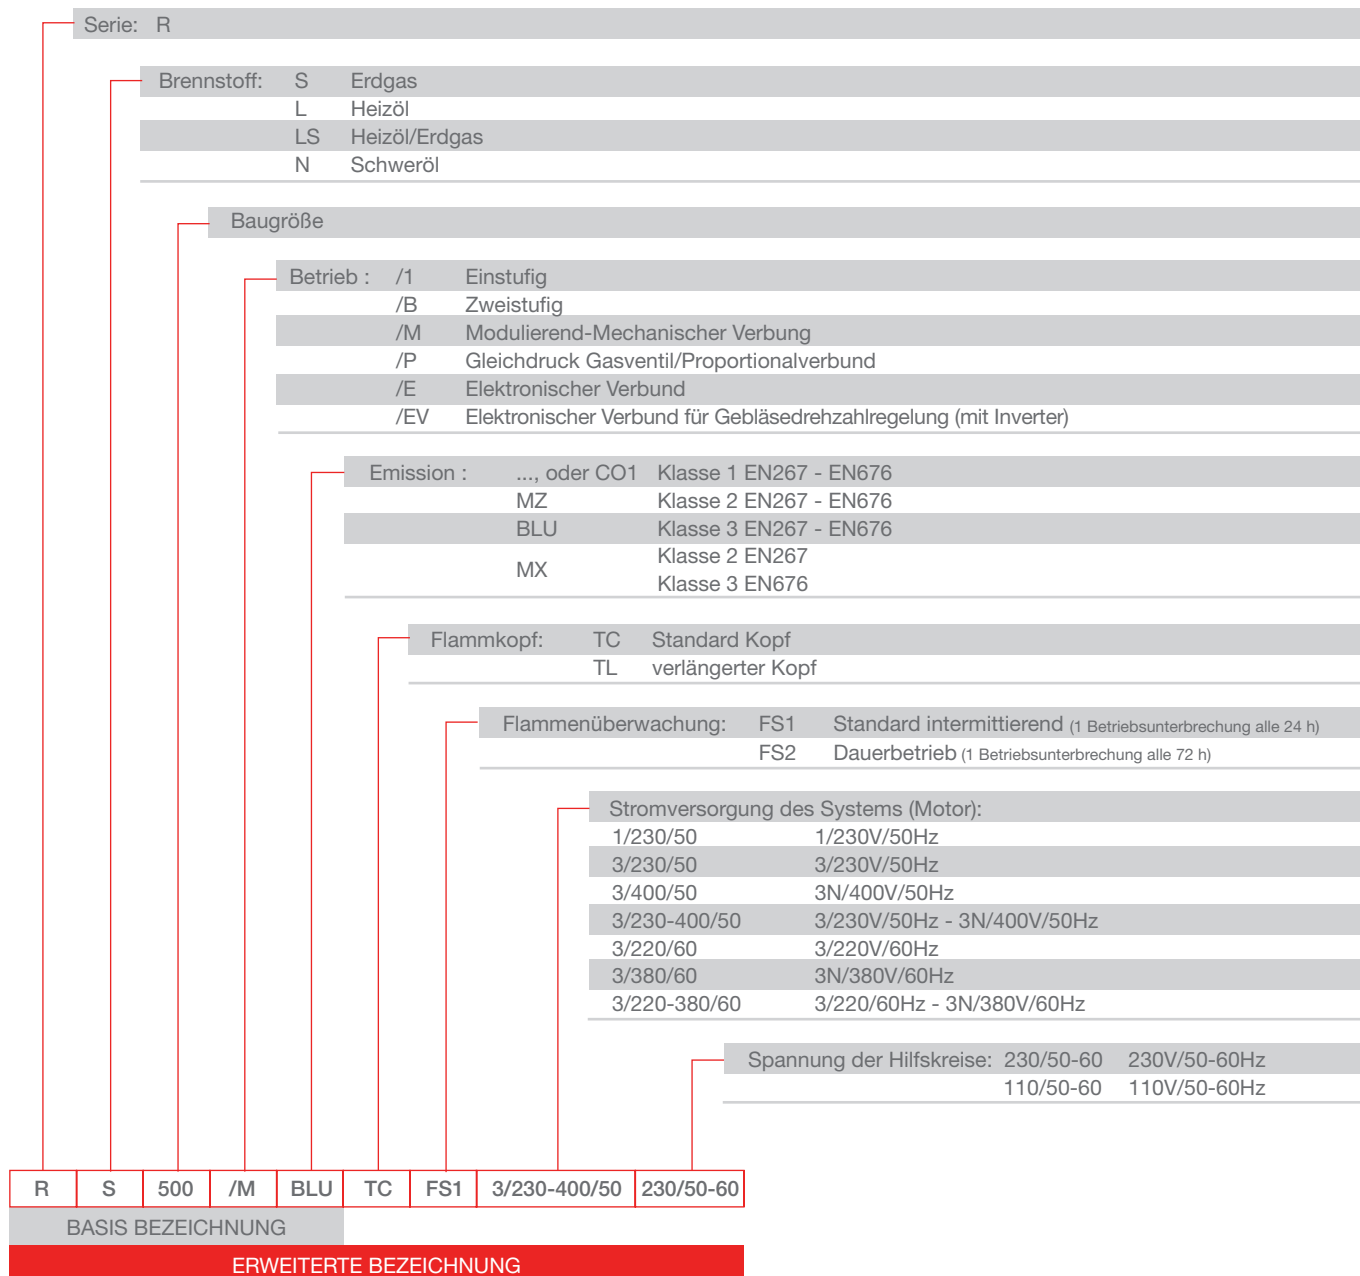 Serie: R
Brennstoff: S Erdgas
L Heizöl
LS Heizöl/Erdgas
N Schweröl
Baugröße
Betrieb : /1 Einstufig
/B Zweistufig
/M Modulierend-Mechanischer Verbung
/P Gleichdruck Gasventil/Proportionalverbund
/E Elektronischer Verbund
/EV Elektronischer Verbund für Gebläsedrehzahlregelung (mit Inverter)
Emission : ..., oder CO1 Klasse 1 EN267 - EN676
MZ Klasse 2 EN267 - EN676
BLU Klasse 3 EN267 - EN676
MX Klasse 2 EN267
Klasse 3 EN676
Flammkopf: TC Standard Kopf
TL verlängerter Kopf
Flammenüberwachung: FS1 Standard intermittierend (1 Betriebsunterbrechung alle 24 h)
FS2 Dauerbetrieb (1 Betriebsunterbrechung alle 72 h)
Stromversorgung des Systems (Motor):
1/230/50 1/230V/50Hz
3/230/50 3/230V/50Hz
3/400/50 3N/400V/50Hz
3/230-400/50 3/230V/50Hz - 3N/400V/50Hz
3/220/60 3/220V/60Hz
3/380/60 3N/380V/60Hz
3/220-380/60 3/220/60Hz - 3N/380V/60Hz
Spannung der Hilfskreise: 230/50-60 230V/50-60Hz
110/50-60 110V/50-60Hz
R S 500 /M BLU TC FS1 3/230-400/50 230/50-60
BASIS BEZEICHNUNG
ERWEITERTE BEZEICHNUNG